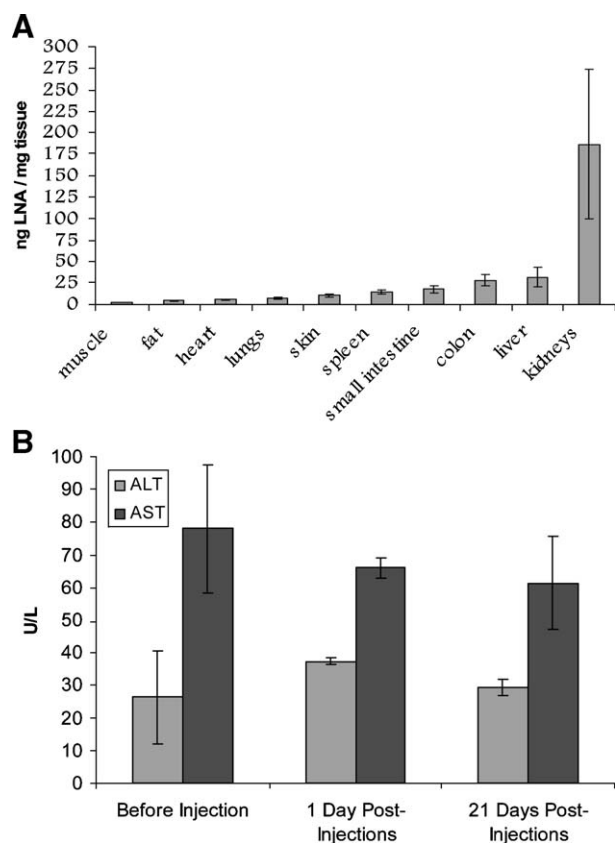 A
ng LNA / mg tissue
300
275
250
225
200
175
150
125
100
75
50
25
0
muscle
fat
heart
lungs
skin
spleen
small intestine
colon
liver
kidneys
B
U/L
100
90
80
70
60
50
40
30
20
10
0
ALT
AST
Before Injection
1 Day Post-
Injections
21 Days Post-
Injections